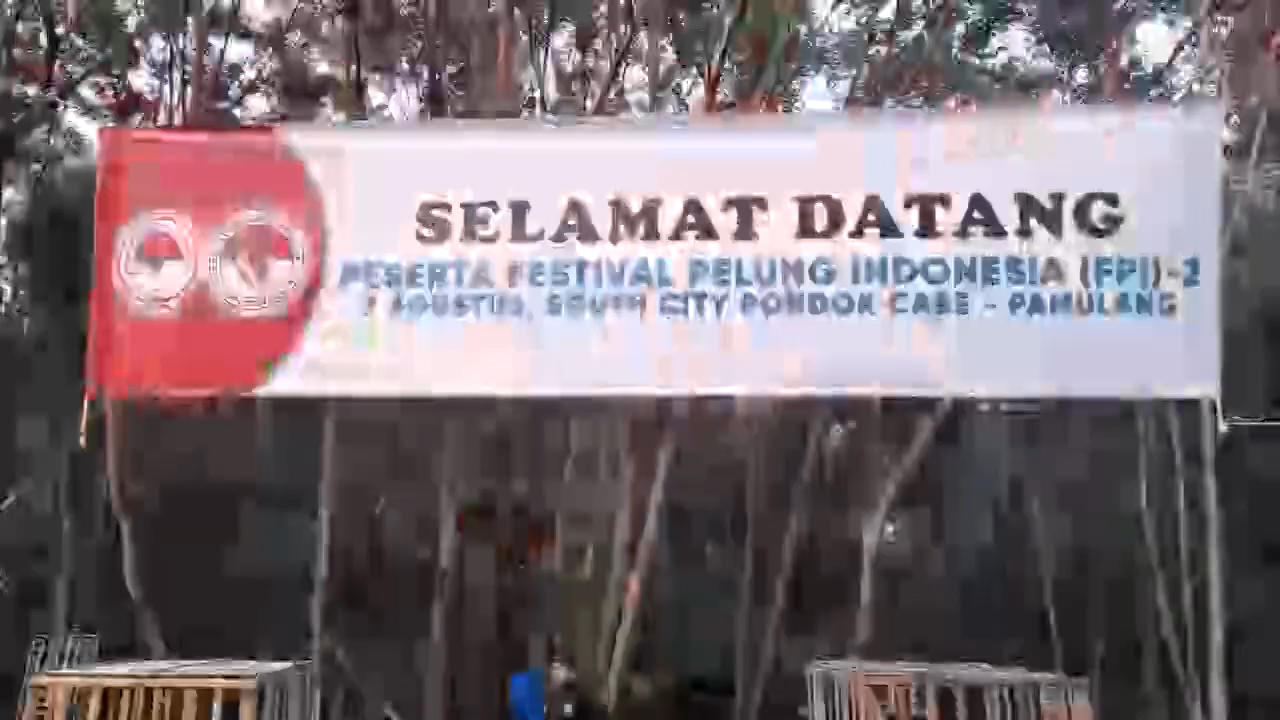 SELAMAT DATANG
PESERTA FESTIVAL PELUNG INDONESIA (FPI)-2
AGUSTUS, SOUTH CITY PONDOK CABE - PAMULANG